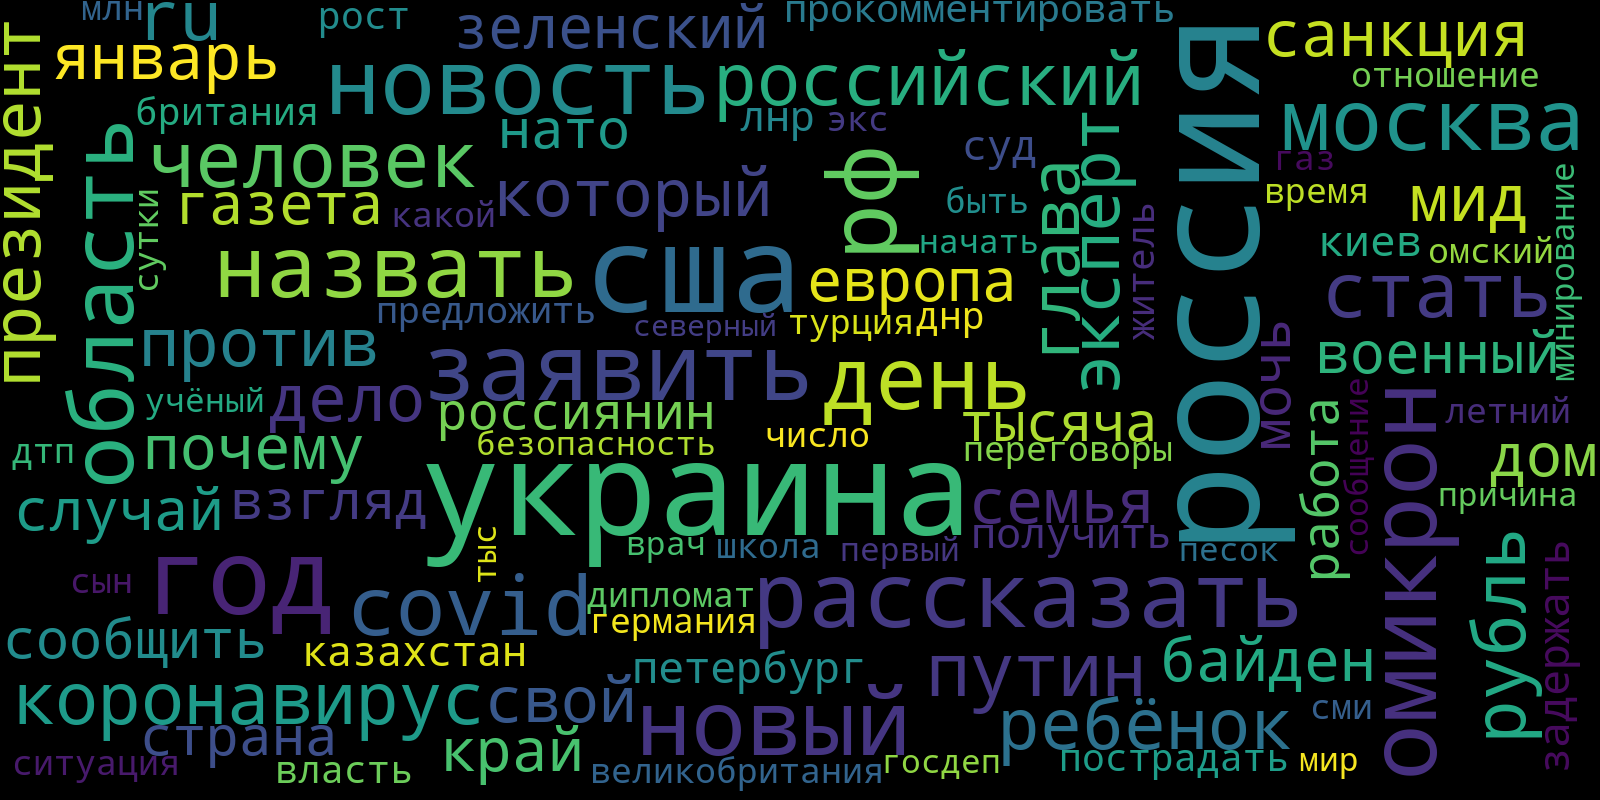 млн
ru
рост
зеленский
прокомментировать
санкция
январь
новость
российский
россия
отношение
президент
британия
нато
лнр
экс
москва
область
человек
суд
эксперт
газ
сутки
газета
какой
который
рф
быть
глава
житель
время
мид
минирование
назвать
сша
начать
киев
омский
европа
стать
предложить
северный
турция
днр
против
заявить
день
мочь
военный
учёный
дело
россиянин
тысяча
сообщение
летний
дтп
почему
безопасность
число
переговоры
работа
омикрон
дом
случай
взгляд
украина
семья
причина
тыс
врач
школа
первый
получить
песок
рубль
задержать
сын
год
covid
дипломат
германия
рассказать
сообщить
казахстан
петербург
путин
байден
коронавирус
свой
новый
ребёнок
сми
страна
край
ситуация
власть
великобритания
госдеп
пострадать
мир